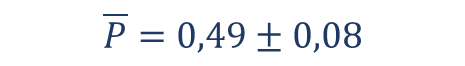 P̅ = 0,49 ± 0,08